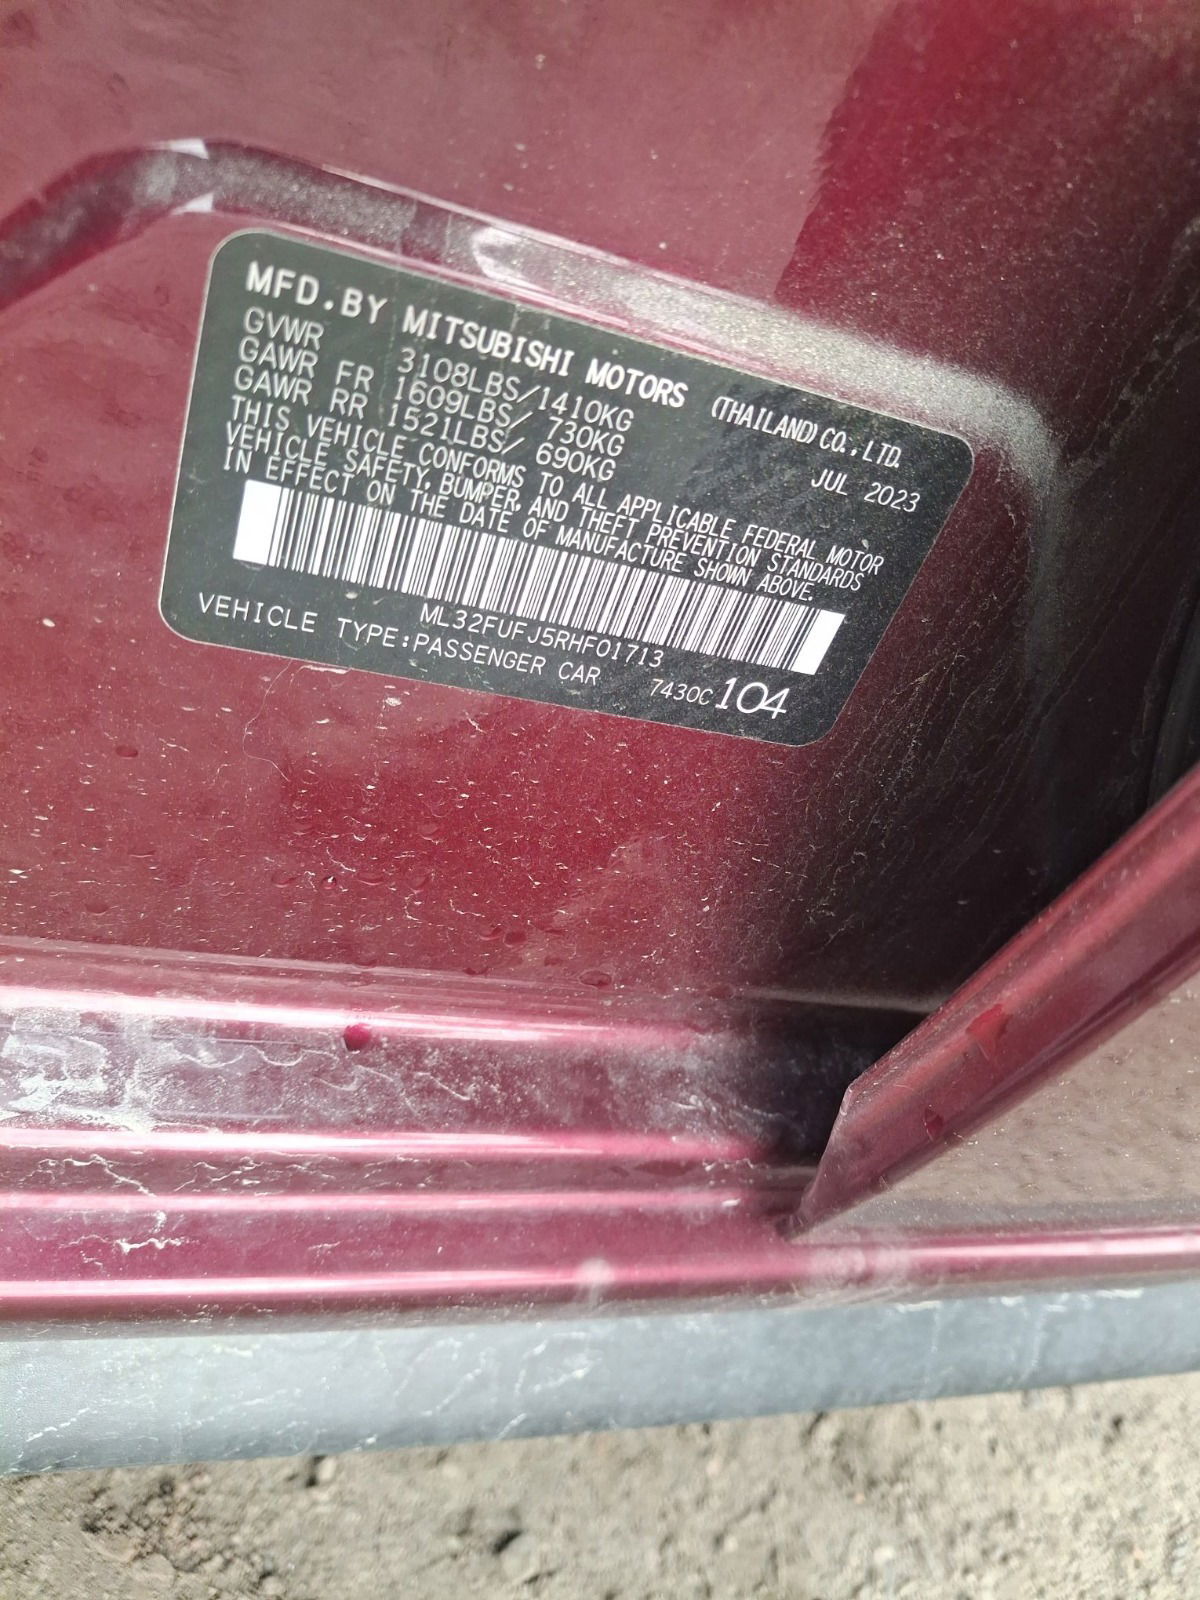 MFD.BY MITSUBISHI MOTORS (THAILAND) CO., LTD.
GVWR 3108LBS/1410KG JUL 2023
GAWR FR 1609LBS/ 730KG
GAWR RR 1521LBS/ 690KG
THIS VEHICLE CONFORMS TO ALL APPLICABLE FEDERAL MOTOR
VEHICLE SAFETY, BUMPER, AND THEFT PREVENTION STANDARDS
IN EFFECT ON THE DATE OF MANUFACTURE SHOWN ABOVE.
ML32FUFJ5RHF01713
VEHICLE TYPE:PASSENGER CAR 7430C 104